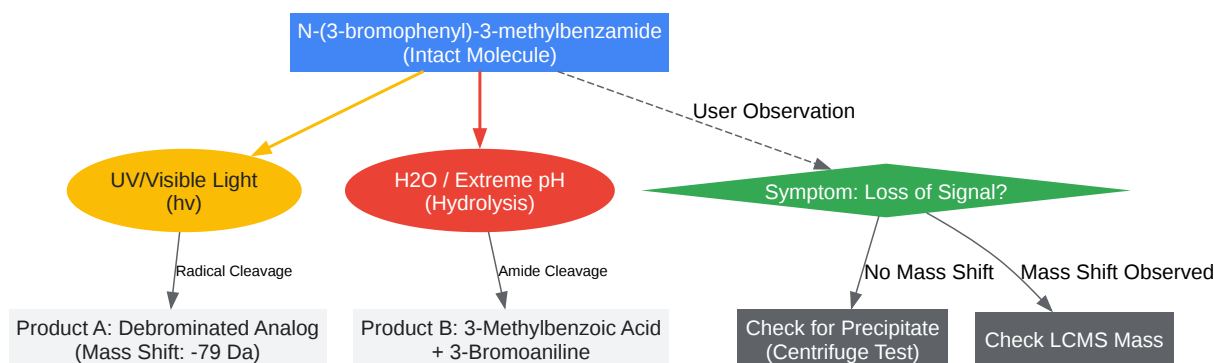 N-(3-bromophenyl)-3-methylbenzamide
(Intact Molecule)
User Observation
UV/Visible Light
(hv)
H2O / Extreme pH
(Hydrolysis)
Symptom: Loss of Signal?
Radical Cleavage
Amide Cleavage
No Mass Shift
Mass Shift Observed
Product A: Debrominated Analog
(Mass Shift: -79 Da)
Product B: 3-Methylbenzoic Acid
+ 3-Bromoaniline
Check for Precipitate
(Centrifuge Test)
Check LCMS Mass